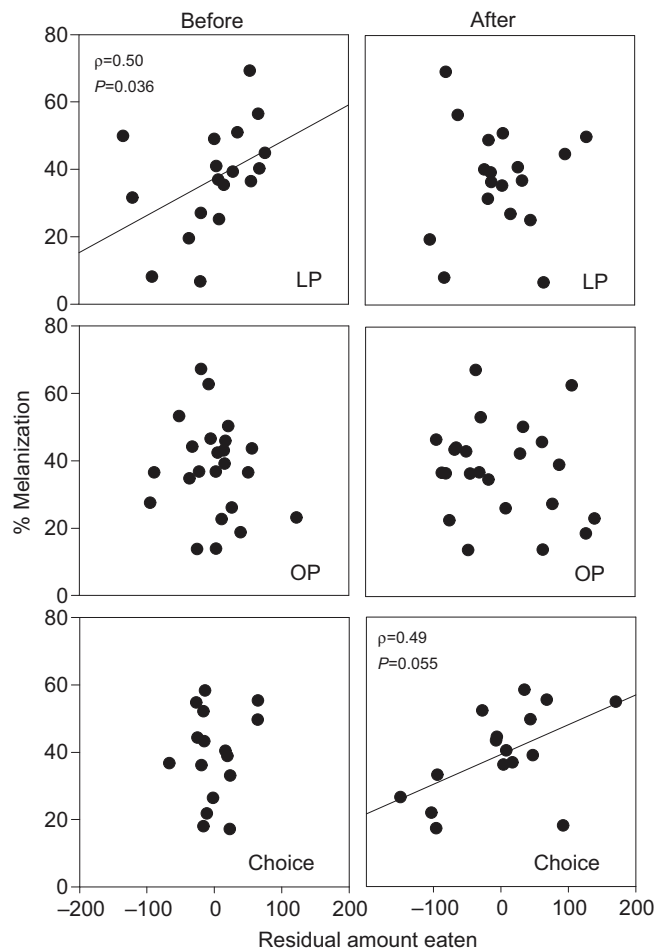 Before After
80
60
40
20
0
ρ=0.50
P=0.036
LP
LP
% Melanization
80
60
40
20
0
OP
OP
80
60
40
20
0
Choice
ρ=0.49
P=0.055
Choice
–200 –100 0 100 200 –100 0 100 200
Residual amount eaten